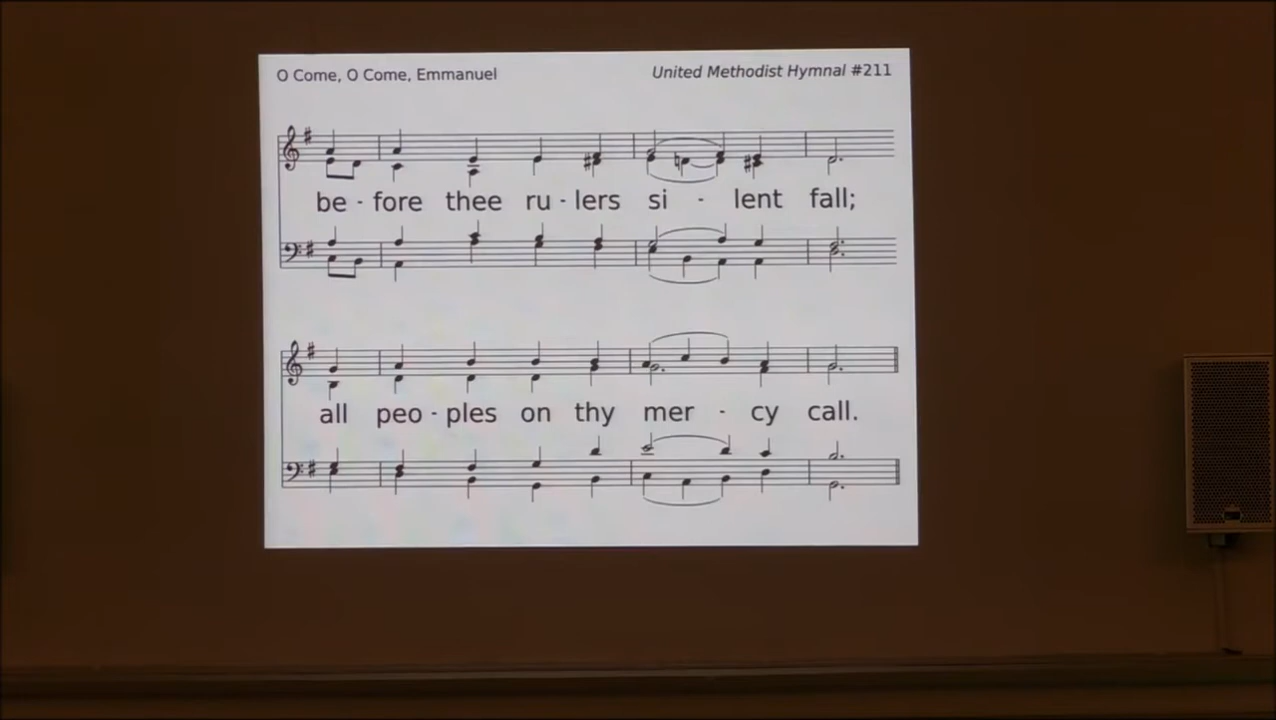 O Come, O Come, Emmanuel
United Methodist Hymnal #211
be - fore thee ru - lers si - lent fall;
all peo - ples on thy mer - cy call.